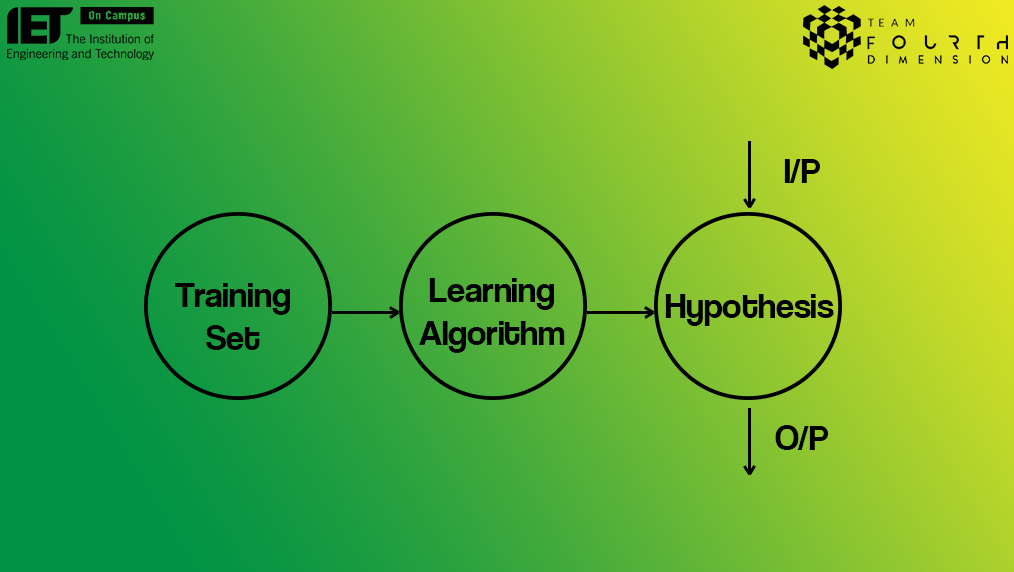 IET On Campus
The Institution of
Engineering and Technology
TEAM
FOURTH
DIMENSION
I/P
Training
Set
Learning
Algorithm
Hypothesis
O/P